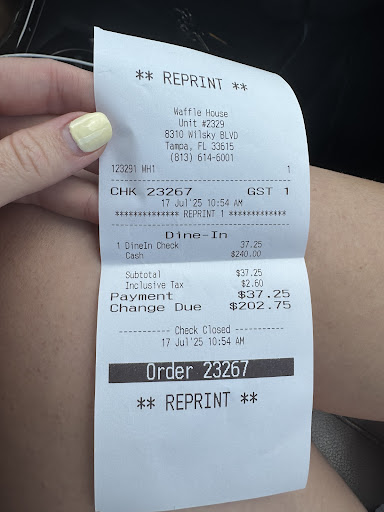 ** REPRINT **
Waffle House
Unit #2329
8310 Wilsky BLVD
Tampa, FL 33615
(813) 614-6001
123291 WH1 1
CHK 23267 GST 1
17 Jul'25 10:54 AM
************** REPRINT 1 *************
Dine-In
1 DineIn Check 37.25
Cash $240.00
Subtotal $37.25
Inclusive Tax $2.60
Payment $37.25
Change Due $202.75
---------- Check Closed ----------
17 Jul'25 10:54 AM
Order 23267
** REPRINT **